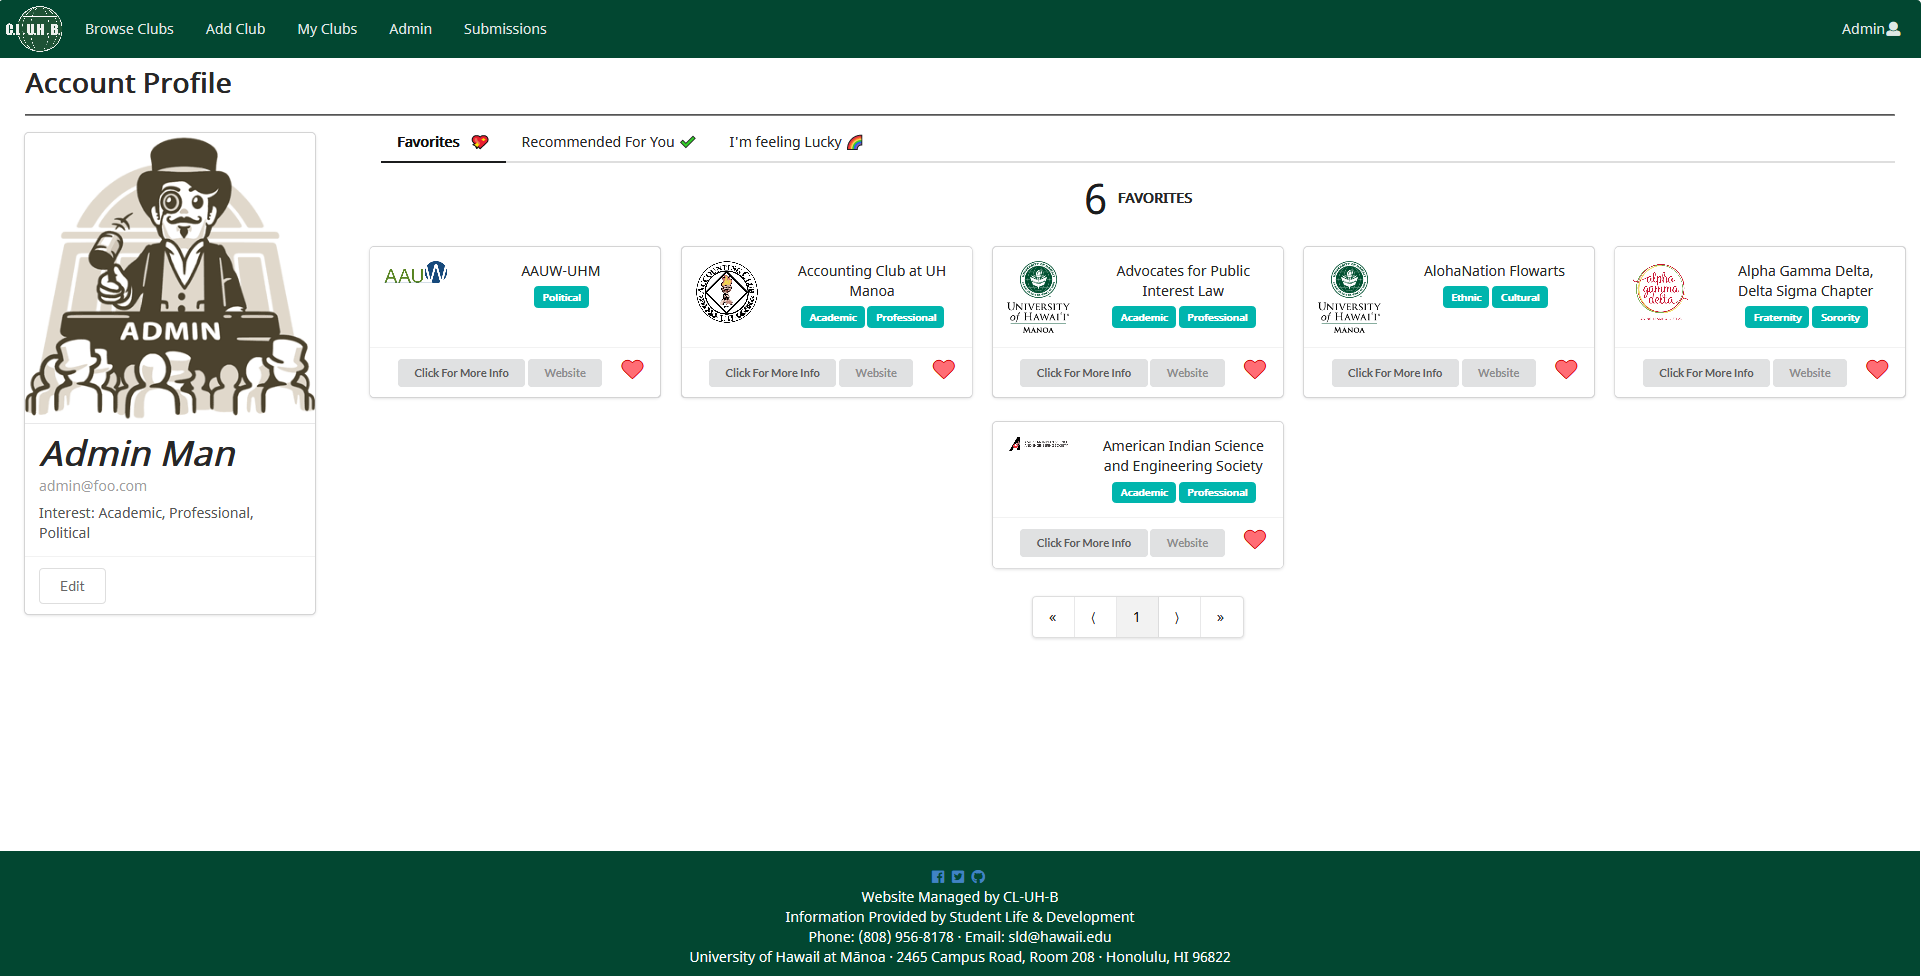 C.L U.H B.
Browse Clubs
Add Club
My Clubs
Admin
Submissions
Admin
Account Profile
ADMIN
Admin Man
admin@foo.com
Interest: Academic, Professional,
Political
Edit
Favorites
Recommended For You
I'm feeling Lucky
6 FAVORITES
AAUW
AAUW-UHM
Political
Click For More Info
Website
ACCOUNTING CLUB
Accounting Club at UH
Manoa
Academic
Professional
Click For More Info
Website
UNIVERSITY
of HAWAI'I®
MĀNOA
Advocates for Public
Interest Law
Academic
Professional
Click For More Info
Website
UNIVERSITY
of HAWAI'I®
MĀNOA
AlohaNation Flowarts
Ethnic
Cultural
Click For More Info
Website
alpha
gamma
delta
Alpha Gamma Delta,
Delta Sigma Chapter
Fraternity
Sorority
Click For More Info
Website
American Indian Science
and Engineering Society
Academic
Professional
Click For More Info
Website
« ⟨ 1 ⟩ »
Website Managed by CL-UH-B
Information Provided by Student Life & Development
Phone: (808) 956-8178 · Email: sld@hawaii.edu
University of Hawaii at Mānoa · 2465 Campus Road, Room 208 · Honolulu, HI 96822